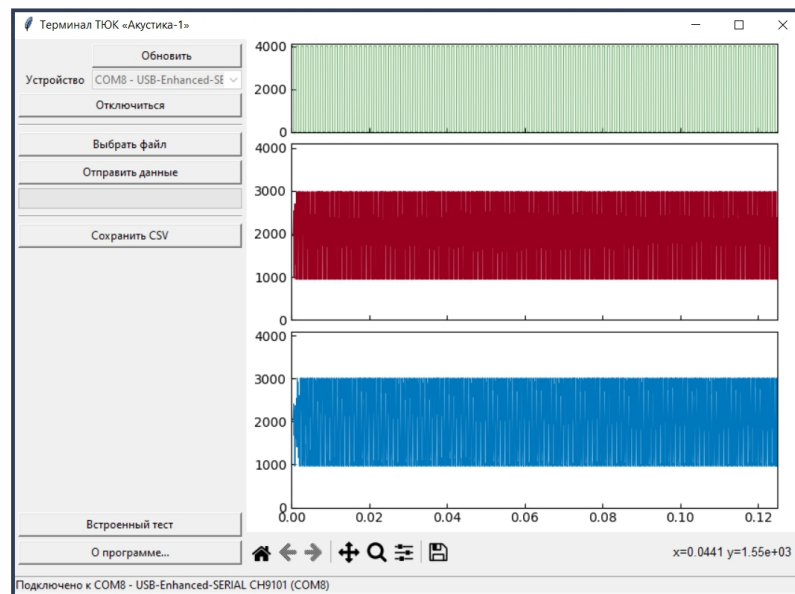 Терминал ТЮК «Акустика-1»
Обновить
Устройство COM8 - USB-Enhanced-SE
Отключиться
Выбрать файл
Отправить данные
Сохранить CSV
Встроенный тест
О программе...
4000
2000
0
4000
3000
2000
1000
0
4000
3000
2000
1000
0
0.00 0.02 0.04 0.06 0.08 0.10 0.12
x=0.0441 y=1.55e+03
Подключено к COM8 - USB-Enhanced-SERIAL CH9101 (COM8)